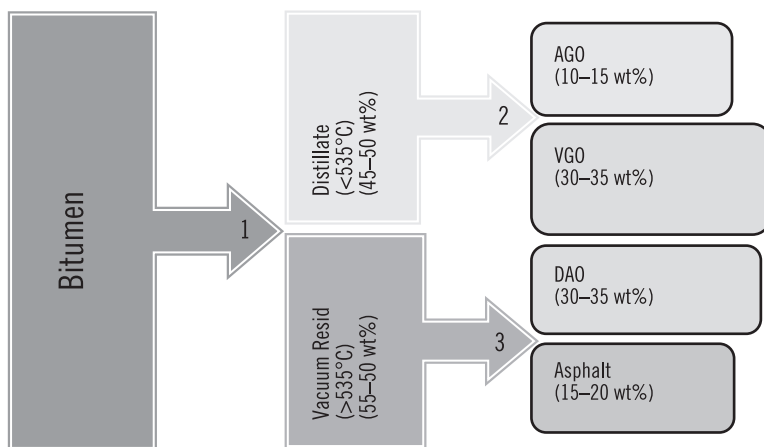 Bitumen
1
Distillate
(<535°C)
(45–50 wt%)
2
AGO
(10–15 wt%)
VGO
(30–35 wt%)
Vacuum Resid
(>535°C)
(55–50 wt%)
3
DAO
(30–35 wt%)
Asphalt
(15–20 wt%)